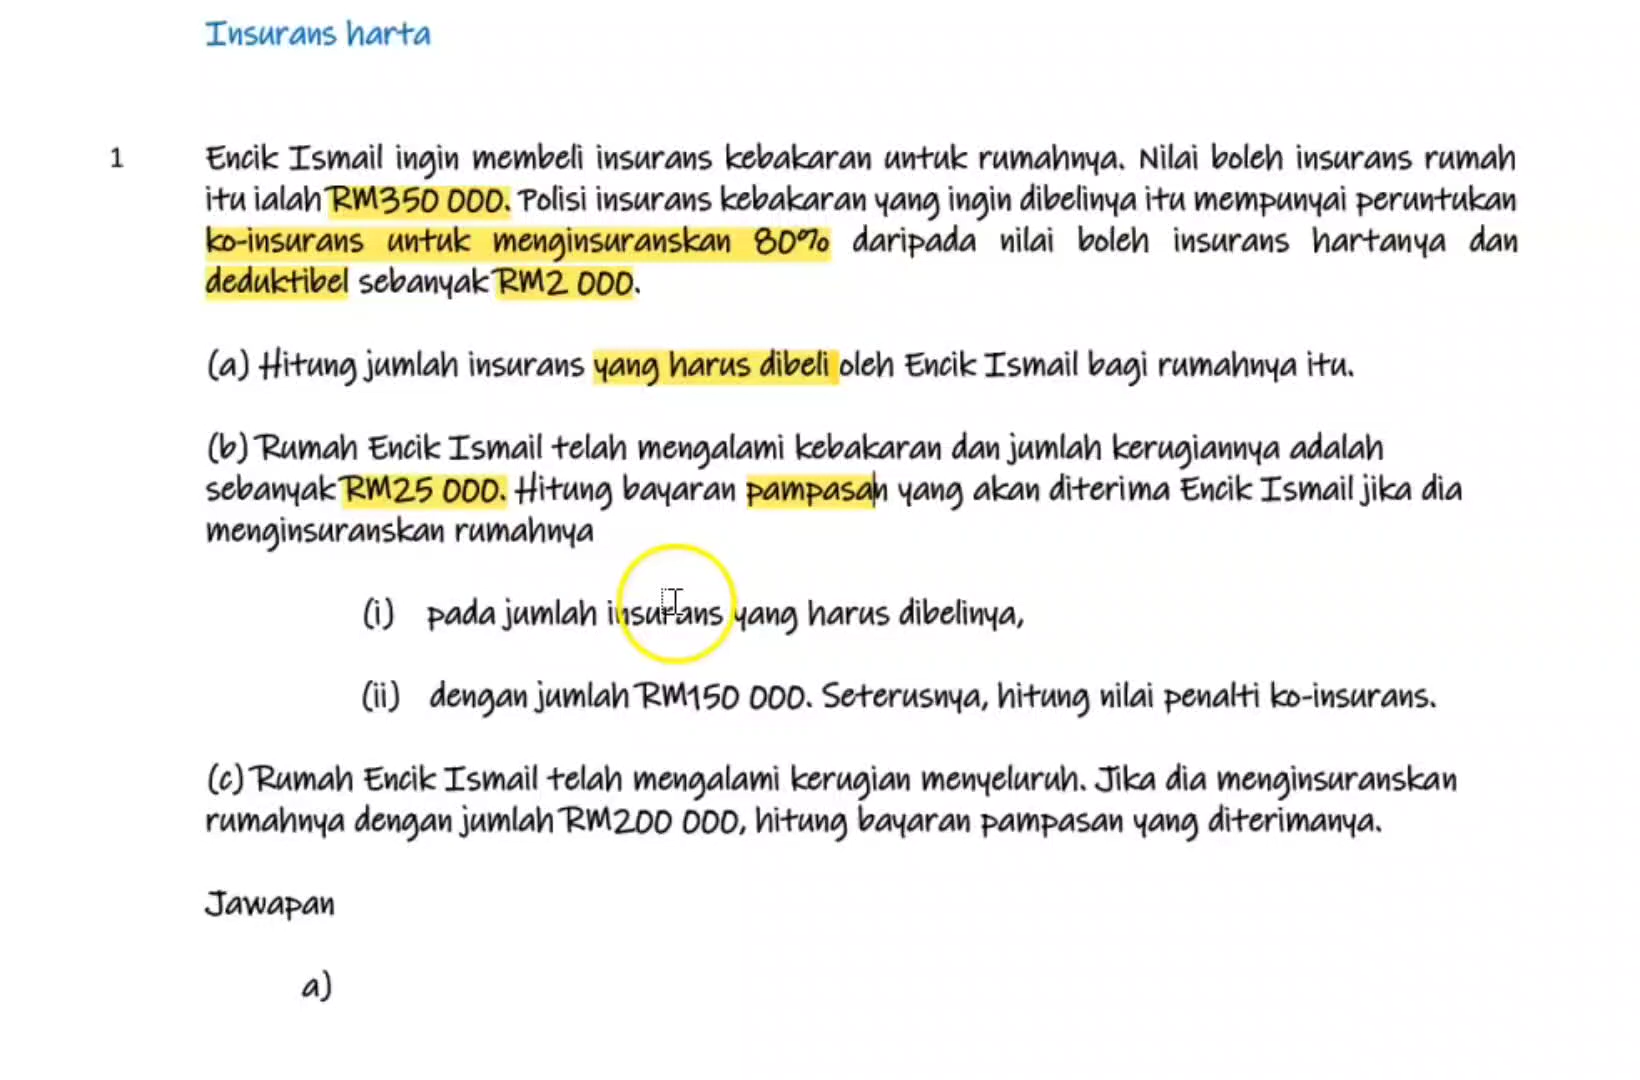 Insurans harta
1 Encik Ismail ingin membeli insurans kebakaran untuk rumahnya. Nilai boleh insurans rumah
itu ialah RM350 000. Polisi insurans kebakaran yang ingin dibelinya itu mempunyai peruntukan
ko-insurans untuk menginsuranskan 80% daripada nilai boleh insurans hartanya dan
deduktibel sebanyak RM2 000.
(a) Hitung jumlah insurans yang harus dibeli oleh Encik Ismail bagi rumahnya itu.
(b) Rumah Encik Ismail telah mengalami kebakaran dan jumlah kerugiannya adalah
sebanyak RM25 000. Hitung bayaran pampasan yang akan diterima Encik Ismail jika dia
menginsuranskan rumahnya
(i) pada jumlah insurans yang harus dibelinya,
(ii) dengan jumlah RM150 000. Seterusnya, hitung nilai penalti ko-insurans.
(c) Rumah Encik Ismail telah mengalami kerugian menyeluruh. Jika dia menginsuranskan
rumahnya dengan jumlah RM200 000, hitung bayaran pampasan yang diterimanya.
Jawapan
a)